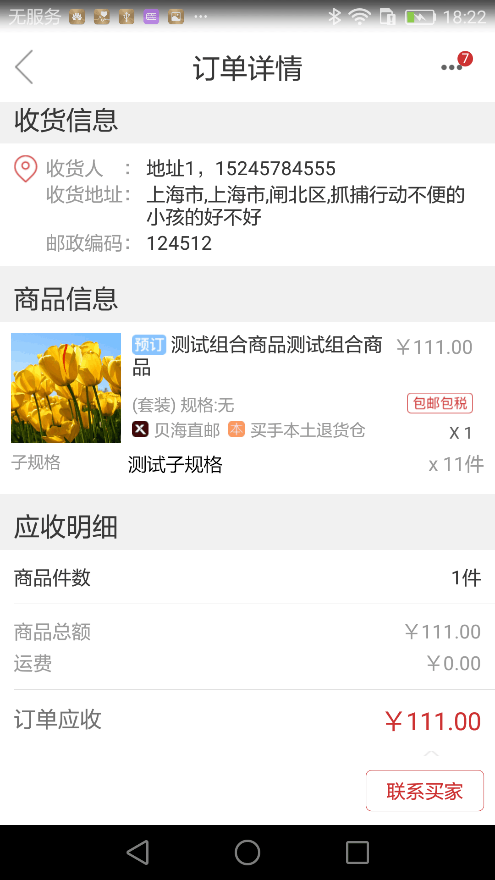 无服务 18:22
订单详情 7
收货信息
收货人 ： 地址1，15245784555
收货地址： 上海市,上海市,闸北区,抓捕行动不便的
小孩的好不好
邮政编码： 124512
商品信息
预订 测试组合商品测试组合商 ￥111.00
品
(套装) 规格:无 包邮包税
贝海直邮 本 买手本土退货仓 X 1
子规格 测试子规格 x 11件
应收明细
商品件数 1件
商品总额 ￥111.00
运费 ￥0.00
订单应收 ￥111.00
联系买家